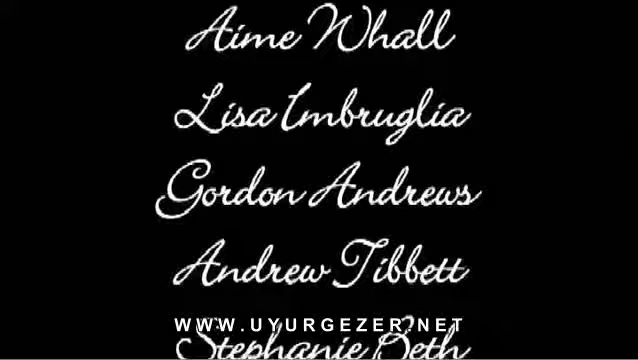 Aime Whall
Lisa Imbruglia
Gordon Andrews
Andrew Tibbett
WWW.UYURGEZER.NET
Stephanie Beth